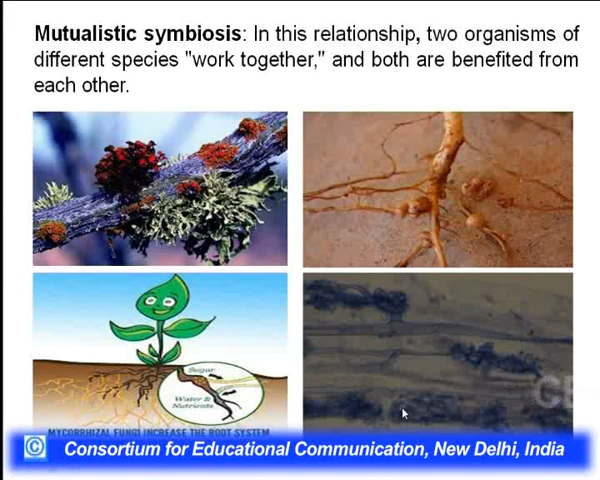 Mutualistic symbiosis: In this relationship, two organisms of
different species "work together," and both are benefited from
each other.
Sugar
Water &
Nutrients
MYCORRHIZAL FUNGI INCREASE THE ROOT SYSTEM
CE
© Consortium for Educational Communication, New Delhi, India